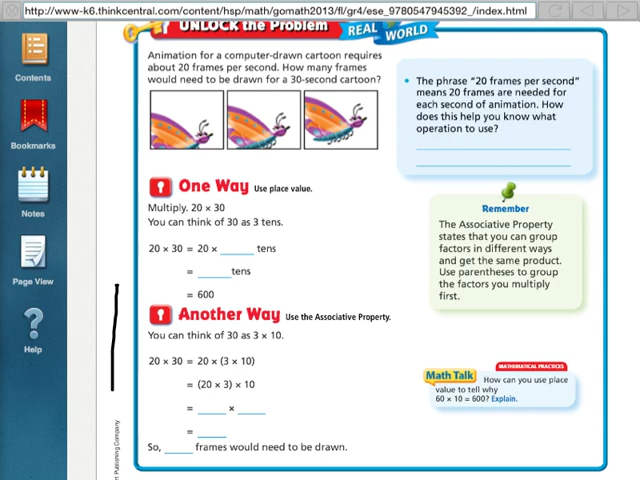 http://www-k6.thinkcentral.com/content/hsp/math/gomath2013/fl/gr4/ese_9780547945392_/index.html
Contents
Bookmarks
Notes
Page View
Help
UNLOCK the Problem
REAL WORLD
Animation for a computer-drawn cartoon requires
about 20 frames per second. How many frames
would need to be drawn for a 30-second cartoon?
• The phrase “20 frames per second”
means 20 frames are needed for
each second of animation. How
does this help you know what
operation to use?
One Way Use place value.
Multiply. 20 × 30
You can think of 30 as 3 tens.
20 × 30 = 20 × ______ tens
= ______ tens
= 600
Remember
The Associative Property
states that you can group
factors in different ways
and get the same product.
Use parentheses to group
the factors you multiply
first.
Another Way Use the Associative Property.
You can think of 30 as 3 × 10.
20 × 30 = 20 × (3 × 10)
= (20 × 3) × 10
= _____ × _____
= _____
So, _____ frames would need to be drawn.
MATHEMATICAL PRACTICES
Math Talk How can you use place
value to tell why
60 × 10 = 600? Explain.
Publishing Company